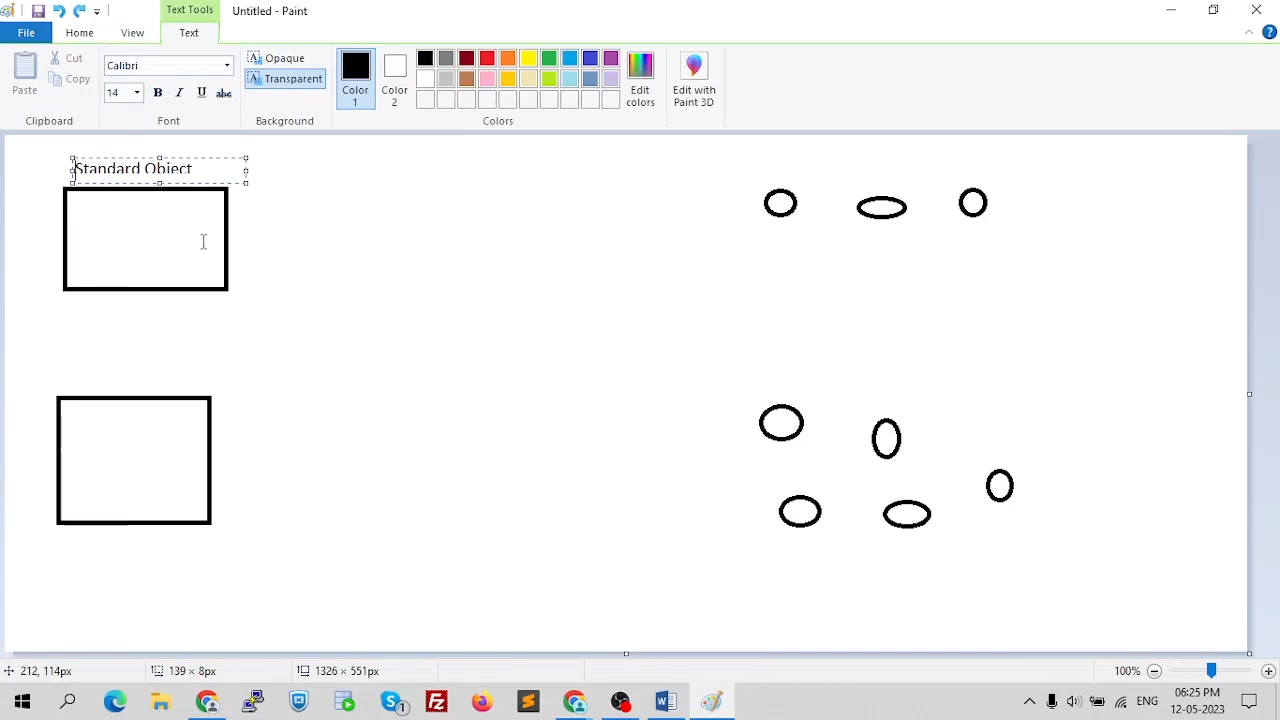 Text Tools
Untitled - Paint
File
Home
View
Text
Paste
Cut
Copy
Clipboard
Calibri
14
B I U abc
Font
Opaque
Transparent
Background
Color 1
Color 2
Edit colors
Colors
Edit with Paint 3D
Standard Object
212, 114px
139 × 8px
1326 × 551px
100%
1
ENG
06:25 PM
12-05-2023